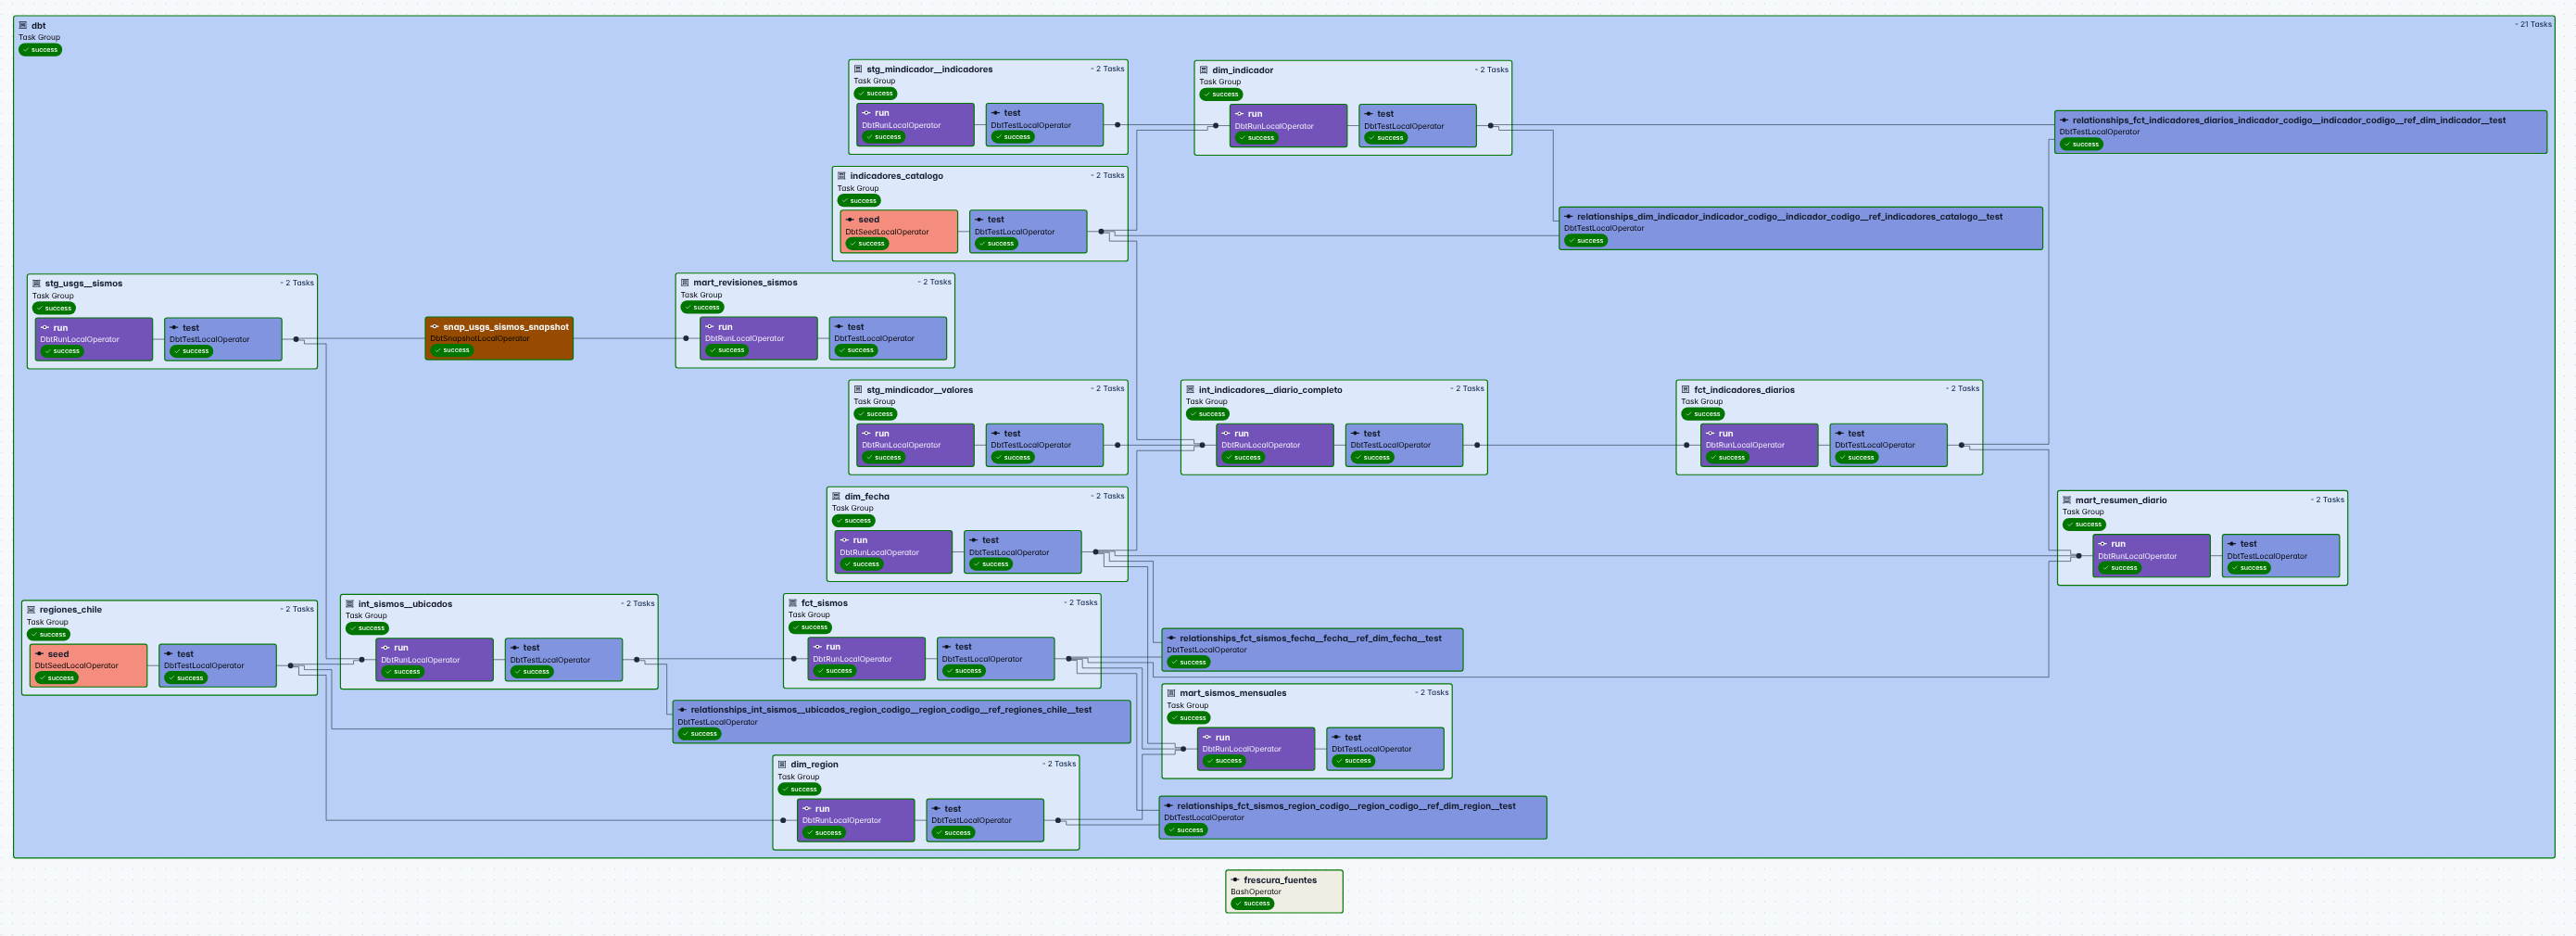 dbt
- 21 Tasks
Task Group
success
stg_mindicador__indicadores
- 2 Tasks
Task Group
success
run
DbtRunLocalOperator
success
test
DbtTestLocalOperator
success
dim_indicador
- 2 Tasks
Task Group
success
run
DbtRunLocalOperator
success
test
DbtTestLocalOperator
success
relationships_fct_indicadores_diarios_indicador_codigo__indicador_codigo__ref_dim_indicador__test
DbtTestLocalOperator
success
indicadores_catalogo
- 2 Tasks
Task Group
success
seed
DbtSeedLocalOperator
success
test
DbtTestLocalOperator
success
relationships_dim_indicador_indicador_codigo__indicador_codigo__ref_indicadores_catalogo__test
DbtTestLocalOperator
success
stg_usgs__sismos
- 2 Tasks
Task Group
success
run
DbtRunLocalOperator
success
test
DbtTestLocalOperator
success
snap_usgs_sismos_snapshot
DbtSnapshotLocalOperator
success
mart_revisiones_sismos
- 2 Tasks
Task Group
success
run
DbtRunLocalOperator
success
test
DbtTestLocalOperator
success
stg_mindicador__valores
- 2 Tasks
Task Group
success
run
DbtRunLocalOperator
success
test
DbtTestLocalOperator
success
int_indicadores__diario_completo
- 2 Tasks
Task Group
success
run
DbtRunLocalOperator
success
test
DbtTestLocalOperator
success
fct_indicadores_diarios
- 2 Tasks
Task Group
success
run
DbtRunLocalOperator
success
test
DbtTestLocalOperator
success
dim_fecha
- 2 Tasks
Task Group
success
run
DbtRunLocalOperator
success
test
DbtTestLocalOperator
success
mart_resumen_diario
- 2 Tasks
Task Group
success
run
DbtRunLocalOperator
success
test
DbtTestLocalOperator
success
regiones_chile
- 2 Tasks
Task Group
success
seed
DbtSeedLocalOperator
success
test
DbtTestLocalOperator
success
int_sismos__ubicados
- 2 Tasks
Task Group
success
run
DbtRunLocalOperator
success
test
DbtTestLocalOperator
success
fct_sismos
- 2 Tasks
Task Group
success
run
DbtRunLocalOperator
success
test
DbtTestLocalOperator
success
relationships_fct_sismos_fecha__fecha__ref_dim_fecha__test
DbtTestLocalOperator
success
relationships_int_sismos__ubicados_region_codigo__region_codigo__ref_regiones_chile__test
DbtTestLocalOperator
success
mart_sismos_mensuales
- 2 Tasks
Task Group
success
run
DbtRunLocalOperator
success
test
DbtTestLocalOperator
success
dim_region
- 2 Tasks
Task Group
success
run
DbtRunLocalOperator
success
test
DbtTestLocalOperator
success
relationships_fct_sismos_region_codigo__region_codigo__ref_dim_region__test
DbtTestLocalOperator
success
frescura_fuentes
BashOperator
success